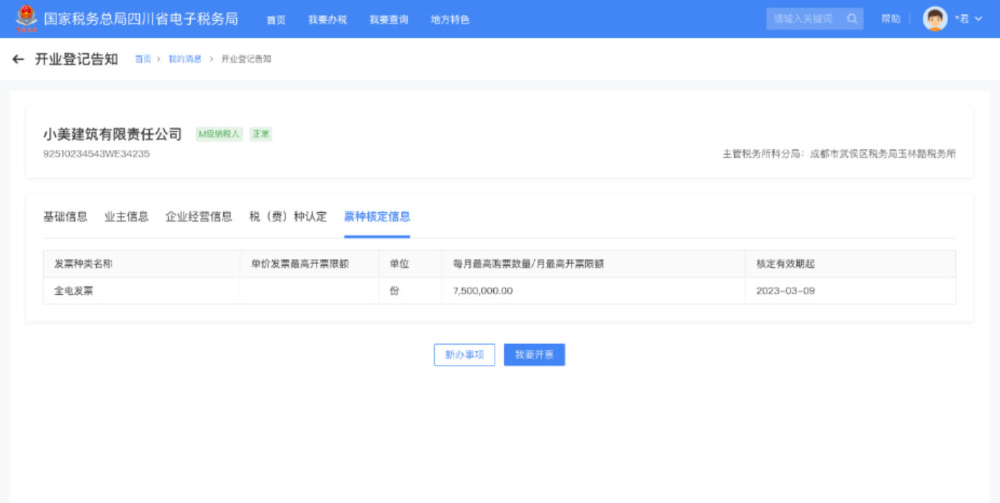 国家税务总局四川省电子税务局 首页 我要办税 我要查询 地方特色 请输入关键词 帮助 *君
开业登记告知 首页 > 我的消息 > 开业登记告知
小美建筑有限责任公司 M级纳税人 正常
92510234543WE34235 主管税务所科分局：成都市武侯区税务局玉林路税务所
基础信息 业主信息 企业经营信息 税（费）种认定 票种核定信息
发票种类名称 单价发票最高开票限额 单位 每月最高购票数量/月最高开票限额 核定有效期起
全电发票 份 7,500,000.00 2023-03-09
新办事项 我要开票